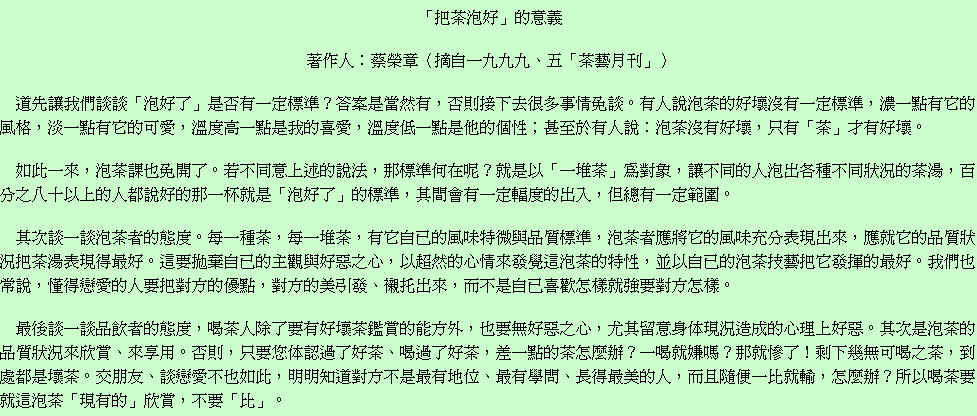 「把茶泡好」的意義
著作人：蔡榮章〈摘自一九九九、五「茶藝月刊」〉
道先讓我們談談「泡好了」是否有一定標準？答案是當然有，否則接下去很多事情免談。有人說泡茶的好壞沒有一定標準，濃一點有它的
風格，淡一點有它的可愛，溫度高一點是我的喜愛，溫度低一點是他的個性；甚至於有人說：泡茶沒有好壞，只有「茶」才有好壞。
如此一來，泡茶課也免開了。若不同意上述的說法，那標準何在呢？就是以「一堆茶」為對象，讓不同的人泡出各種不同狀況的茶湯，百
分之八十以上的人都說好的那一杯就是「泡好了」的標準，其間會有一定輻度的出入，但總有一定範圍。
其次談一談泡茶者的態度。每一種茶，每一堆茶，有它自已的風味特微與品質標準，泡茶者應將它的風味充分表現出來，應就它的品質狀
況把茶湯表現得最好。這要拋棄自已的主觀與好惡之心，以超然的心情來發覺這泡茶的特性，並以自已的泡茶技藝把它發揮的最好。我們也
常說，懂得戀愛的人要把對方的優點，對方的美引發、襯托出來，而不是自已喜歡怎樣就強要對方怎樣。
最後談一談品飲者的態度，喝茶人除了要有好壞茶鑑賞的能方外，也要無好惡之心，尤其留意身体現況造成的心理上好惡。其次是泡茶的
品質狀況來欣賞、來享用。否則，只要您体認過了好茶、喝過了好茶，差一點的茶怎麼辦？一喝就嫌嗎？那就慘了！剩下幾無可喝之茶，到
處都是壞茶。交朋友、談戀愛不也如此，明明知道對方不是最有地位、最有學問、長得最美的人，而且隨便一比就輸，怎麼辦？所以喝茶要
就這泡茶「現有的」欣賞，不要「比」。